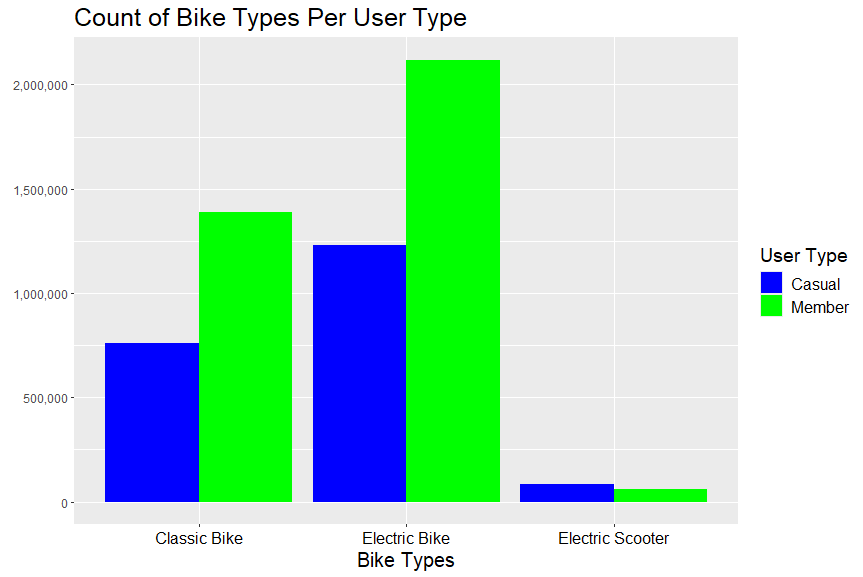 Count of Bike Types Per User Type
2,000,000
1,500,000
1,000,000
500,000
0
Classic Bike
Electric Bike
Electric Scooter
Bike Types
User Type
Casual
Member